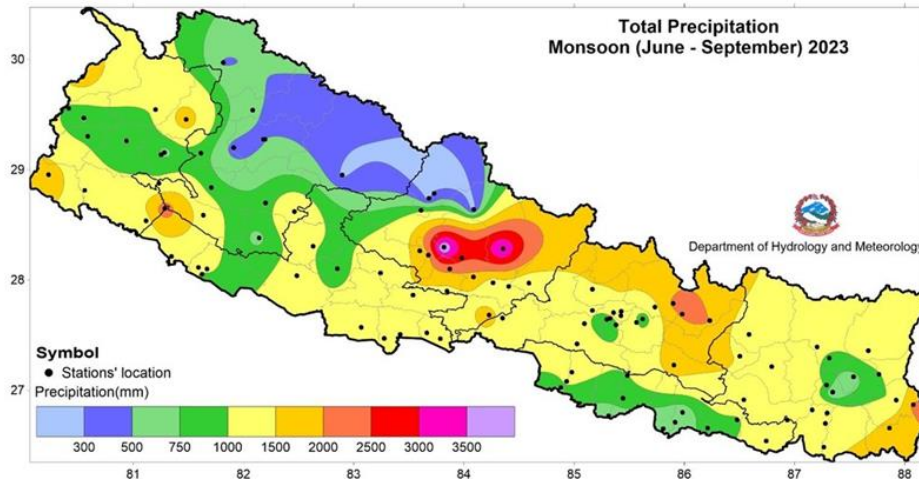 Total Precipitation
Monsoon (June - September) 2023
30
29
28
27
Department of Hydrology and Meteorology
Symbol
Stations' location
Precipitation(mm)
300 500 750 1000 1500 2000 2500 3000 3500
81 82 83 84 85 86 87 88